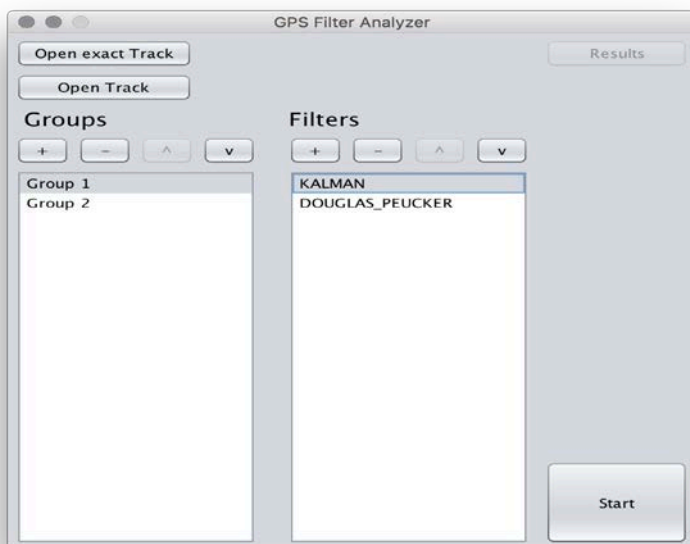 GPS Filter Analyzer
Open exact Track
Results
Open Track
Groups
Filters
+ - ^ v
+ - ^ v
Group 1
Group 2
KALMAN
DOUGLAS_PEUCKER
Start